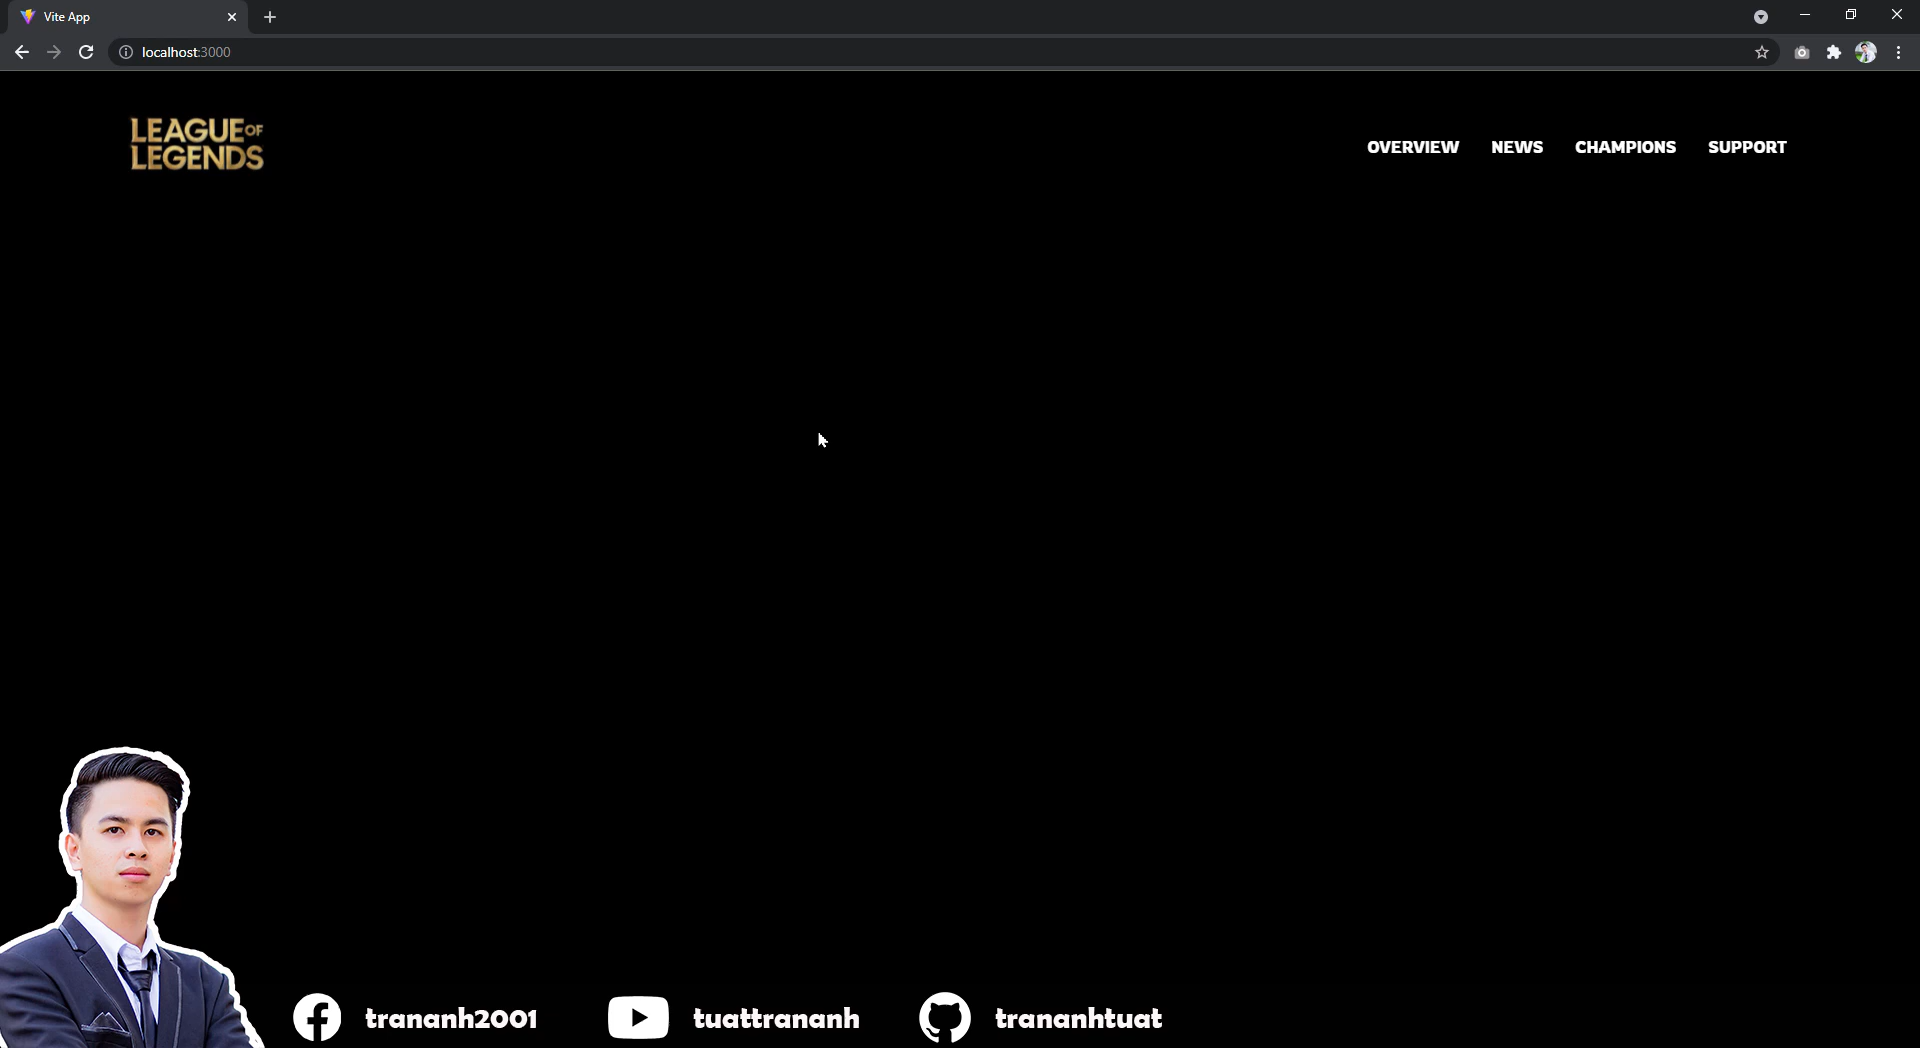 Vite App
localhost:3000
LEAGUE OF
LEGENDS
OVERVIEW NEWS CHAMPIONS SUPPORT
trananh2001 tuattrananh trananhtuat